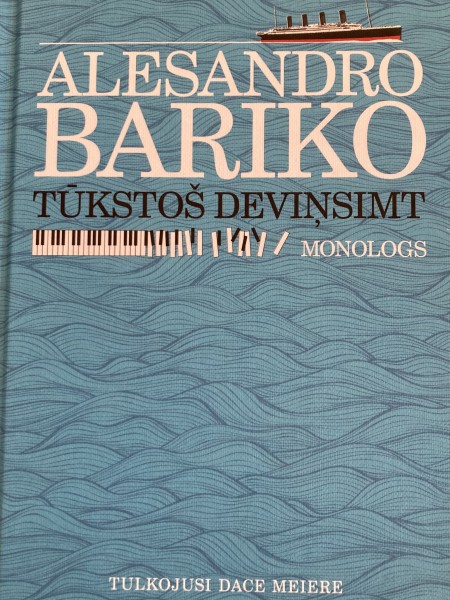 ALESANDRO
BARIKO
TŪKSTOŠ DEVIŅSIMT
MONOLOGS
TULKOJUSI DACE MEIERE